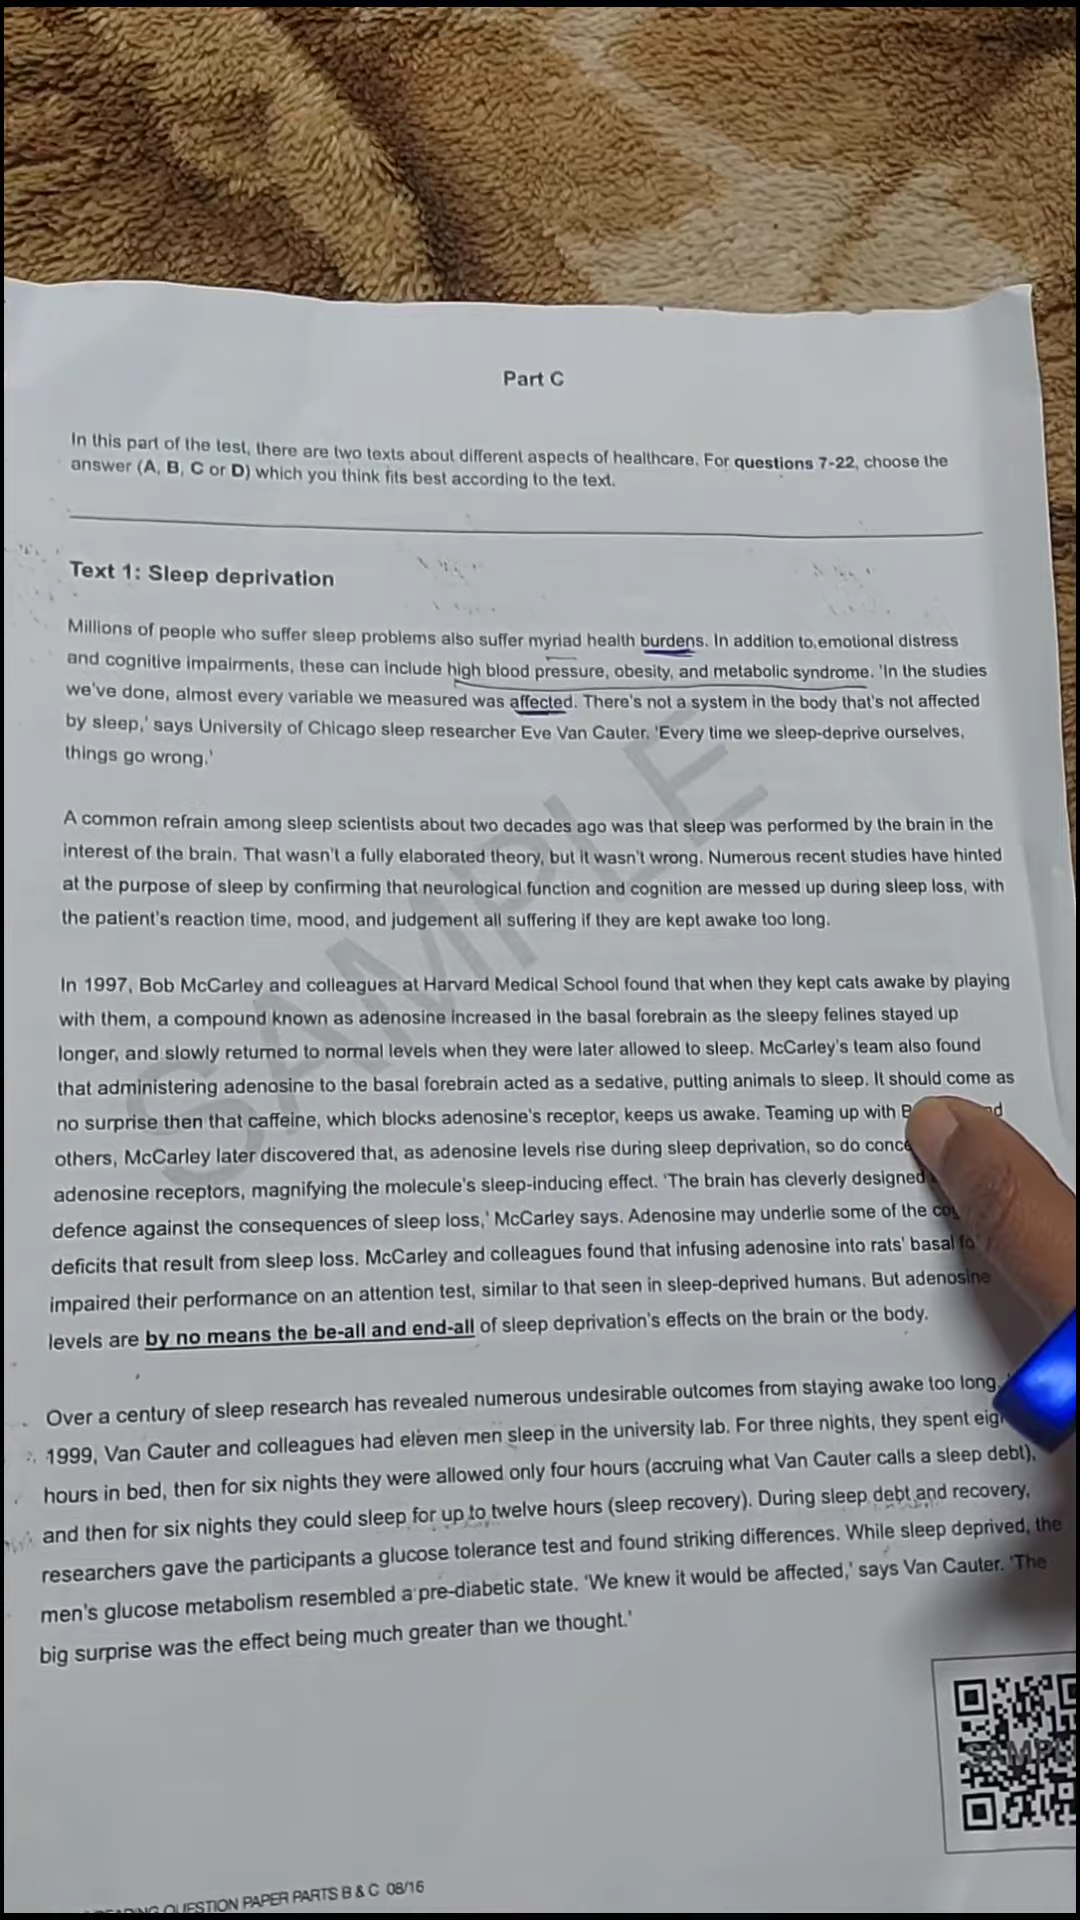 Part C
In this part of the test, there are two texts about different aspects of healthcare. For questions 7-22, choose the
answer (A, B, C or D) which you think fits best according to the text.
Text 1: Sleep deprivation
Millions of people who suffer sleep problems also suffer myriad health burdens. In addition to emotional distress
and cognitive impairments, these can include high blood pressure, obesity, and metabolic syndrome. 'In the studies
we've done, almost every variable we measured was affected. There's not a system in the body that's not affected
by sleep,' says University of Chicago sleep researcher Eve Van Cauter. 'Every time we sleep-deprive ourselves,
things go wrong.'
A common refrain among sleep scientists about two decades ago was that sleep was performed by the brain in the
interest of the brain. That wasn't a fully elaborated theory, but it wasn't wrong. Numerous recent studies have hinted
at the purpose of sleep by confirming that neurological function and cognition are messed up during sleep loss, with
the patient's reaction time, mood, and judgement all suffering if they are kept awake too long.
In 1997, Bob McCarley and colleagues at Harvard Medical School found that when they kept cats awake by playing
with them, a compound known as adenosine increased in the basal forebrain as the sleepy felines stayed up
longer, and slowly returned to normal levels when they were later allowed to sleep. McCarley's team also found
that administering adenosine to the basal forebrain acted as a sedative, putting animals to sleep. It should come as
no surprise then that caffeine, which blocks adenosine's receptor, keeps us awake. Teaming up with
others, McCarley later discovered that, as adenosine levels rise during sleep deprivation, so do
adenosine receptors, magnifying the molecule's sleep-inducing effect. 'The brain has cleverly designed
defence against the consequences of sleep loss,' McCarley says. Adenosine may underlie some of the
deficits that result from sleep loss. McCarley and colleagues found that infusing adenosine into rats' basal
impaired their performance on an attention test, similar to that seen in sleep-deprived humans. But adenosine
levels are by no means the be-all and end-all of sleep deprivation's effects on the brain or the body.
Over a century of sleep research has revealed numerous undesirable outcomes from staying awake too long.
1999, Van Cauter and colleagues had eleven men sleep in the university lab. For three nights, they spent
hours in bed, then for six nights they were allowed only four hours (accruing what Van Cauter calls a sleep debt),
and then for six nights they could sleep for up to twelve hours (sleep recovery). During sleep debt and recovery,
researchers gave the participants a glucose tolerance test and found striking differences. While sleep deprived, the
men's glucose metabolism resembled a pre-diabetic state. 'We knew it would be affected,' says Van Cauter. 'The
big surprise was the effect being much greater than we thought.'
SAMPLE
QUESTION PAPER PARTS B & C 08/16